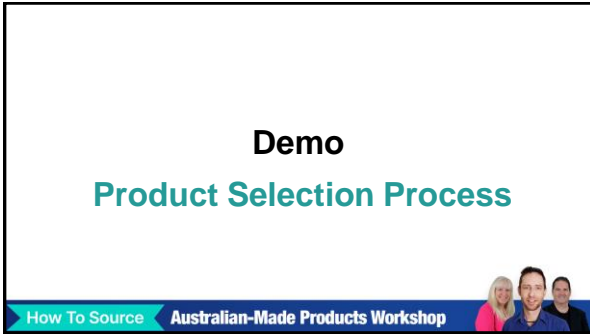 Demo
Product Selection Process
How To Source Australian-Made Products Workshop